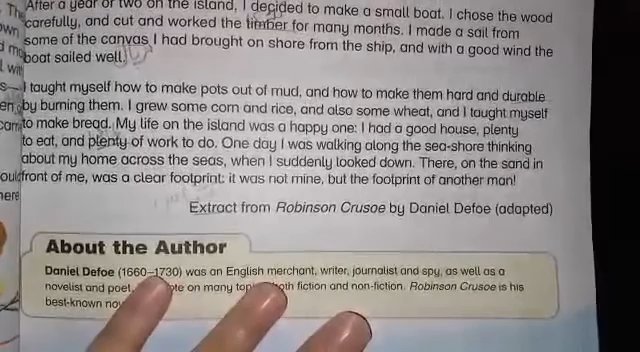 After a year or two on the island, I decided to make a small boat. I chose the wood
carefully, and cut and worked the timber for many months. I made a sail from
some of the canvas I had brought on shore from the ship, and with a good wind the
boat sailed well.
I taught myself how to make pots out of mud, and how to make them hard and durable
by burning them. I grew some corn and rice, and also some wheat, and I taught myself
to make bread. My life on the island was a happy one: I had a good house, plenty
to eat, and plenty of work to do. One day I was walking along the sea-shore thinking
about my home across the seas, when I suddenly looked down. There, on the sand in
front of me, was a clear footprint: it was not mine, but the footprint of another man!
Extract from Robinson Crusoe by Daniel Defoe (adapted)
About the Author
Daniel Defoe (1660–1730) was an English merchant, writer, journalist and spy, as well as a
novelist and poet. on many both fiction and non-fiction. Robinson Crusoe is his
best-known